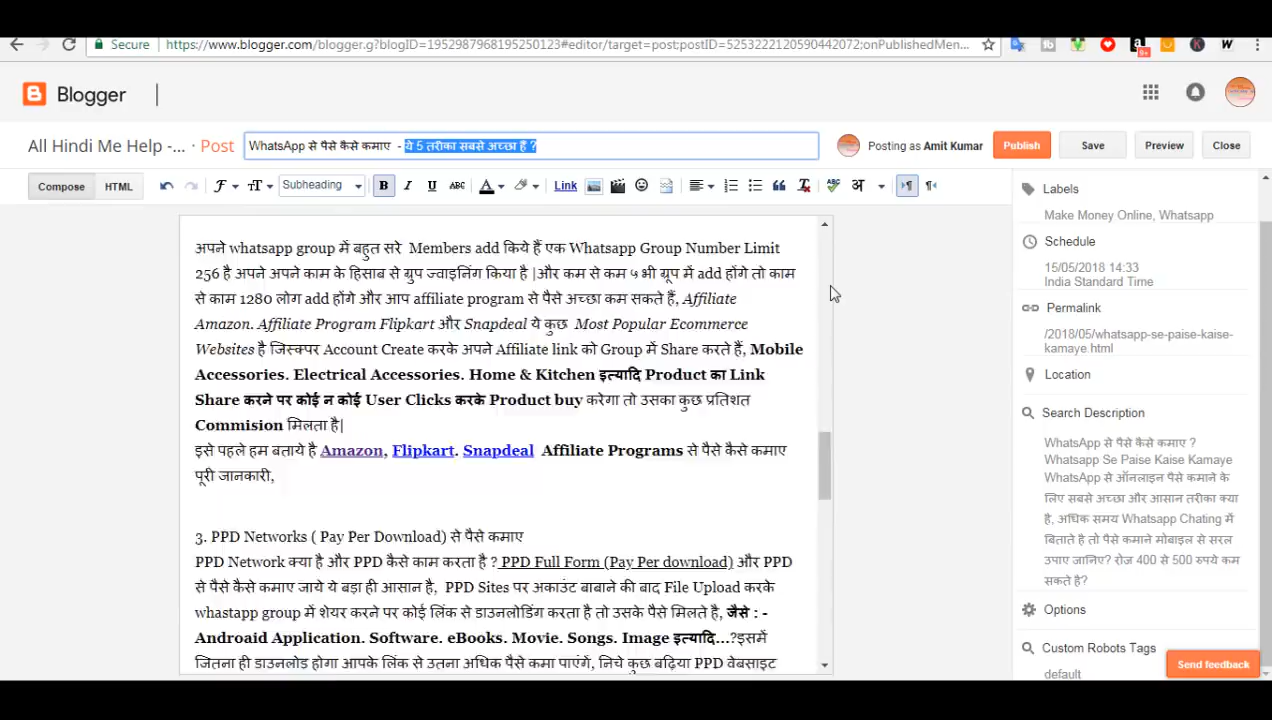 Secure https://www.blogger.com/blogger.g?blogID=1952987968195250123#editor/target=post;postID=5253222120590442072;onPublishedMen...
Blogger
All Hindi Me Help -... · Post
WhatsApp से पैसे कैसे कमाए - ये 5 तरीका सबसे अच्छा हैं ?
Posting as Amit Kumar Publish Save Preview Close
Compose HTML Subheading B I U ABC A Link अ
अपने whatsapp group में बहुत सरे Members add किये हैं एक Whatsapp Group Number Limit
256 है अपने अपने काम के हिसाब से ग्रुप ज्वाइनिंग किया है |और कम से कम ५ भी ग्रूप में add होंगे तो काम
से काम 1280 लोग add होंगे और आप affiliate program से पैसे अच्छा कम सकते हैं, Affiliate
Amazon. Affiliate Program Flipkart और Snapdeal ये कुछ Most Popular Ecommerce
Websites है जिस्क्पर Account Create करके अपने Affiliate link को Group में Share करते हैं, Mobile
Accessories. Electrical Accessories. Home & Kitchen इत्यादि Product का Link
Share करने पर कोई न कोई User Clicks करके Product buy करेगा तो उसका कुछ प्रतिशत
Commision मिलता है|
इसे पहले हम बताये है Amazon, Flipkart. Snapdeal Affiliate Programs से पैसे कैसे कमाए
पूरी जानकारी,
3. PPD Networks ( Pay Per Download) से पैसे कमाए
PPD Network क्या है और PPD कैसे काम करता है ? PPD Full Form (Pay Per download) और PPD
से पैसे कैसे कमाए जाये ये बड़ा ही आसान है, PPD Sites पर अकाउंट बाबाने की बाद File Upload करके
whastapp group में शेयर करने पर कोई लिंक से डाउनलोडिंग करता है तो उसके पैसे मिलते है, जैसे : -
Androaid Application. Software. eBooks. Movie. Songs. Image इत्यादि...?इसमें
जितना ही डाउनलोड होगा आपके लिंक से उतना अधिक पैसे कमा पाएंगें, निचे कुछ बढ़िया PPD वेबसाइट
Labels
Make Money Online, Whatsapp
Schedule
15/05/2018 14:33
India Standard Time
Permalink
/2018/05/whatsapp-se-paise-kaise-
kamaye.html
Location
Search Description
WhatsApp से पैसे कैसे कमाए ?
Whatsapp Se Paise Kaise Kamaye
WhatsApp से ऑनलाइन पैसे कमाने के
लिए सबसे अच्छा और आसान तरीका क्या
है, अधिक समय Whatsapp Chating में
बिताते है तो पैसे कमाने मोबाइल से सरल
उपाए जानिए? रोज 400 से 500 रुपये कम
सकते है?
Options
Custom Robots Tags
default
Send feedback